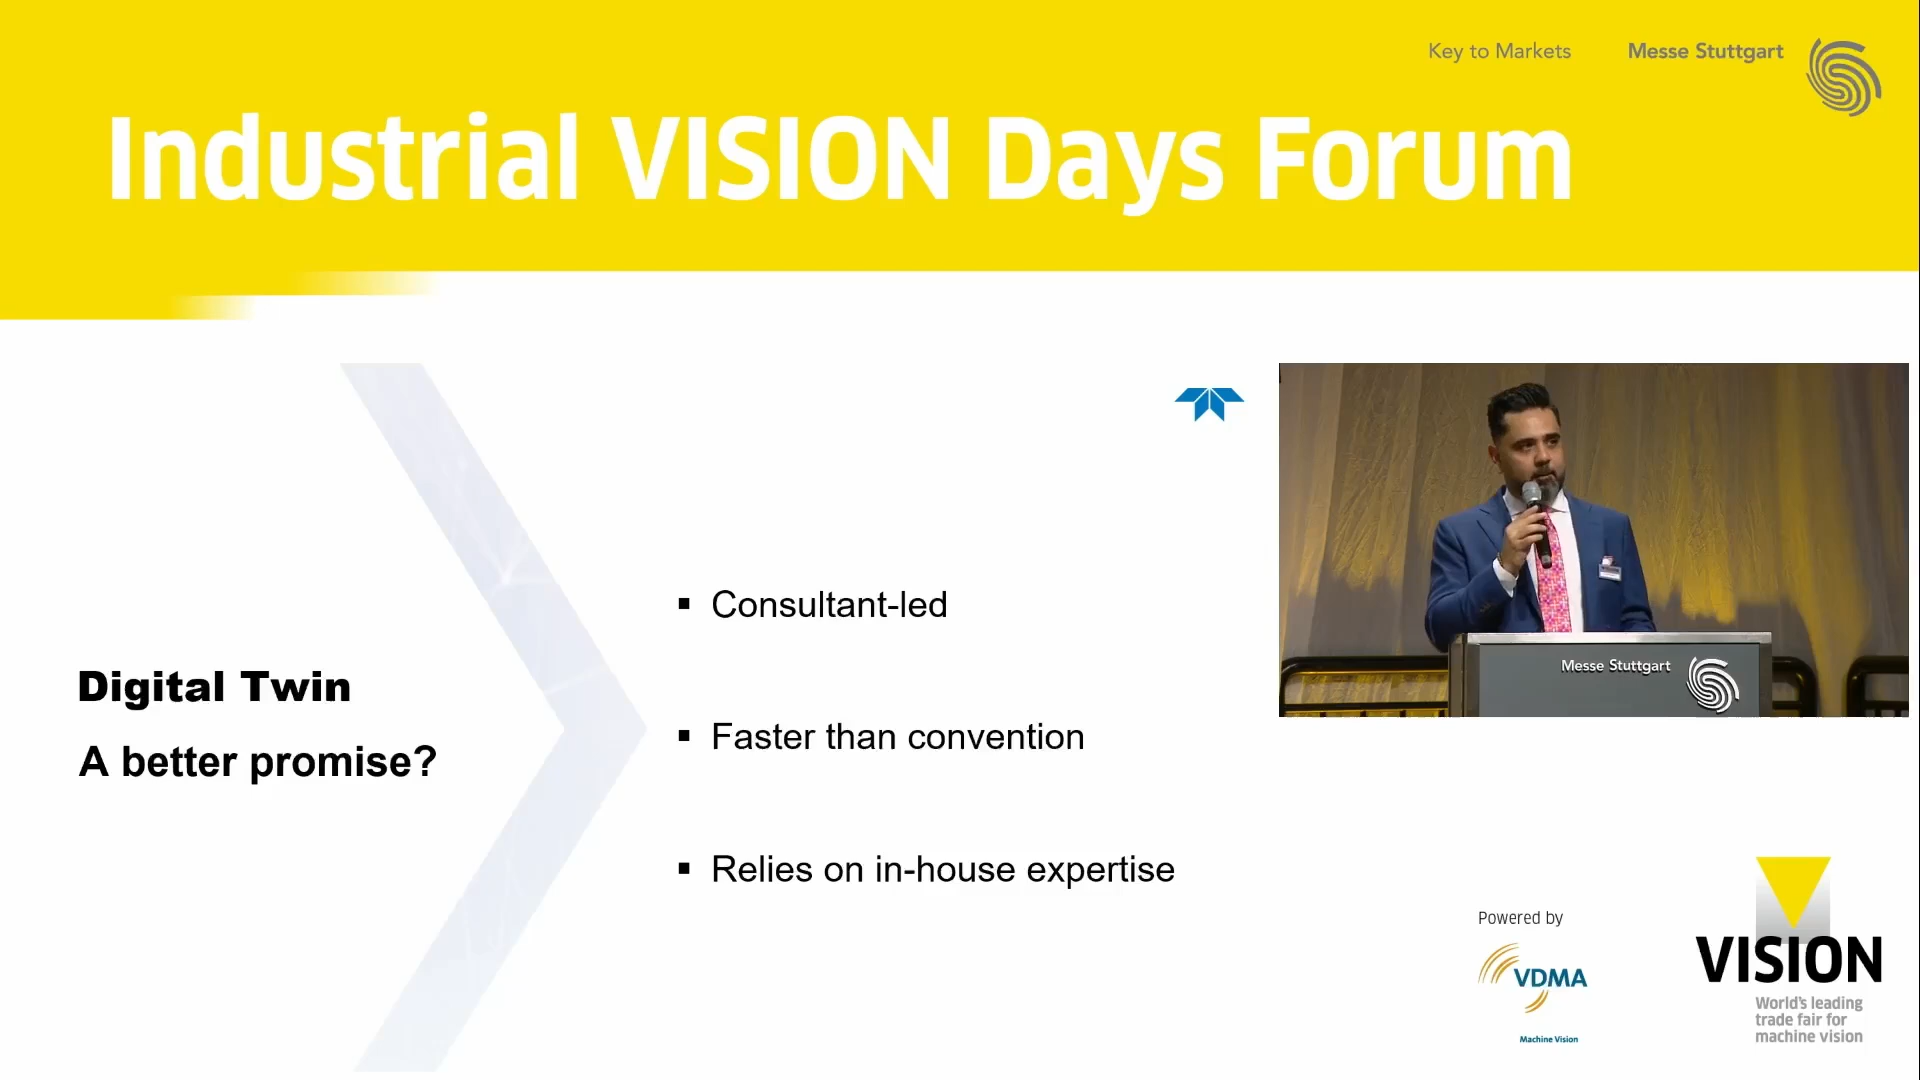 Key to Markets
Messe Stuttgart
Industrial VISION Days Forum
Digital Twin
A better promise?
▪ Consultant-led
▪ Faster than convention
▪ Relies on in-house expertise
Messe Stuttgart
Powered by
VDMA
Machine Vision
VISION
World's leading
trade fair for
machine vision